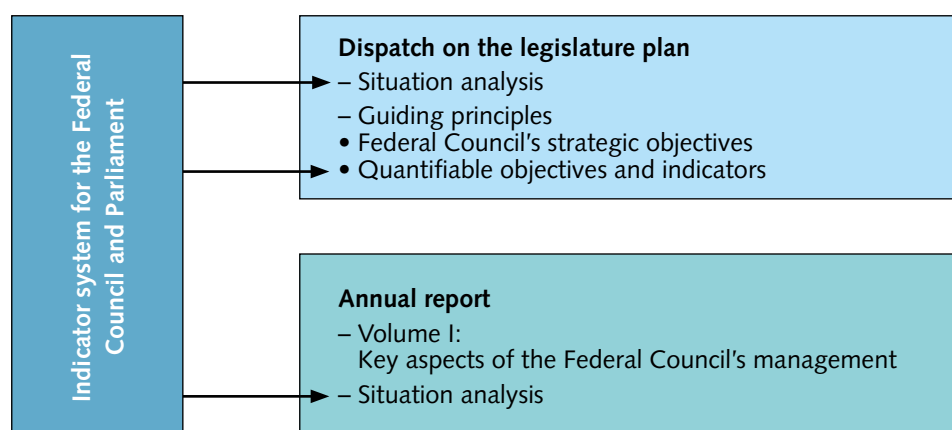 Indicator system for the Federal
Council and Parliament
Dispatch on the legislature plan
– Situation analysis
– Guiding principles
• Federal Council’s strategic objectives
• Quantifiable objectives and indicators
Annual report
– Volume I:
Key aspects of the Federal Council’s management
– Situation analysis